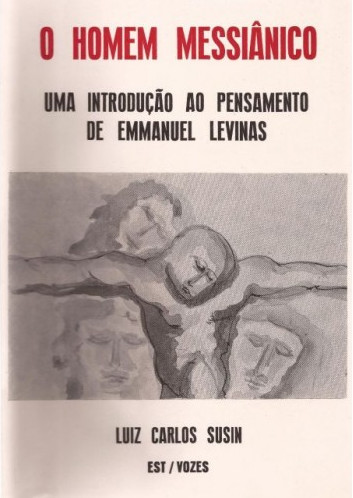 O HOMEM MESSIÂNICO
UMA INTRODUÇÃO AO PENSAMENTO
DE EMMANUEL LEVINAS
LUIZ CARLOS SUSIN
EST / VOZES